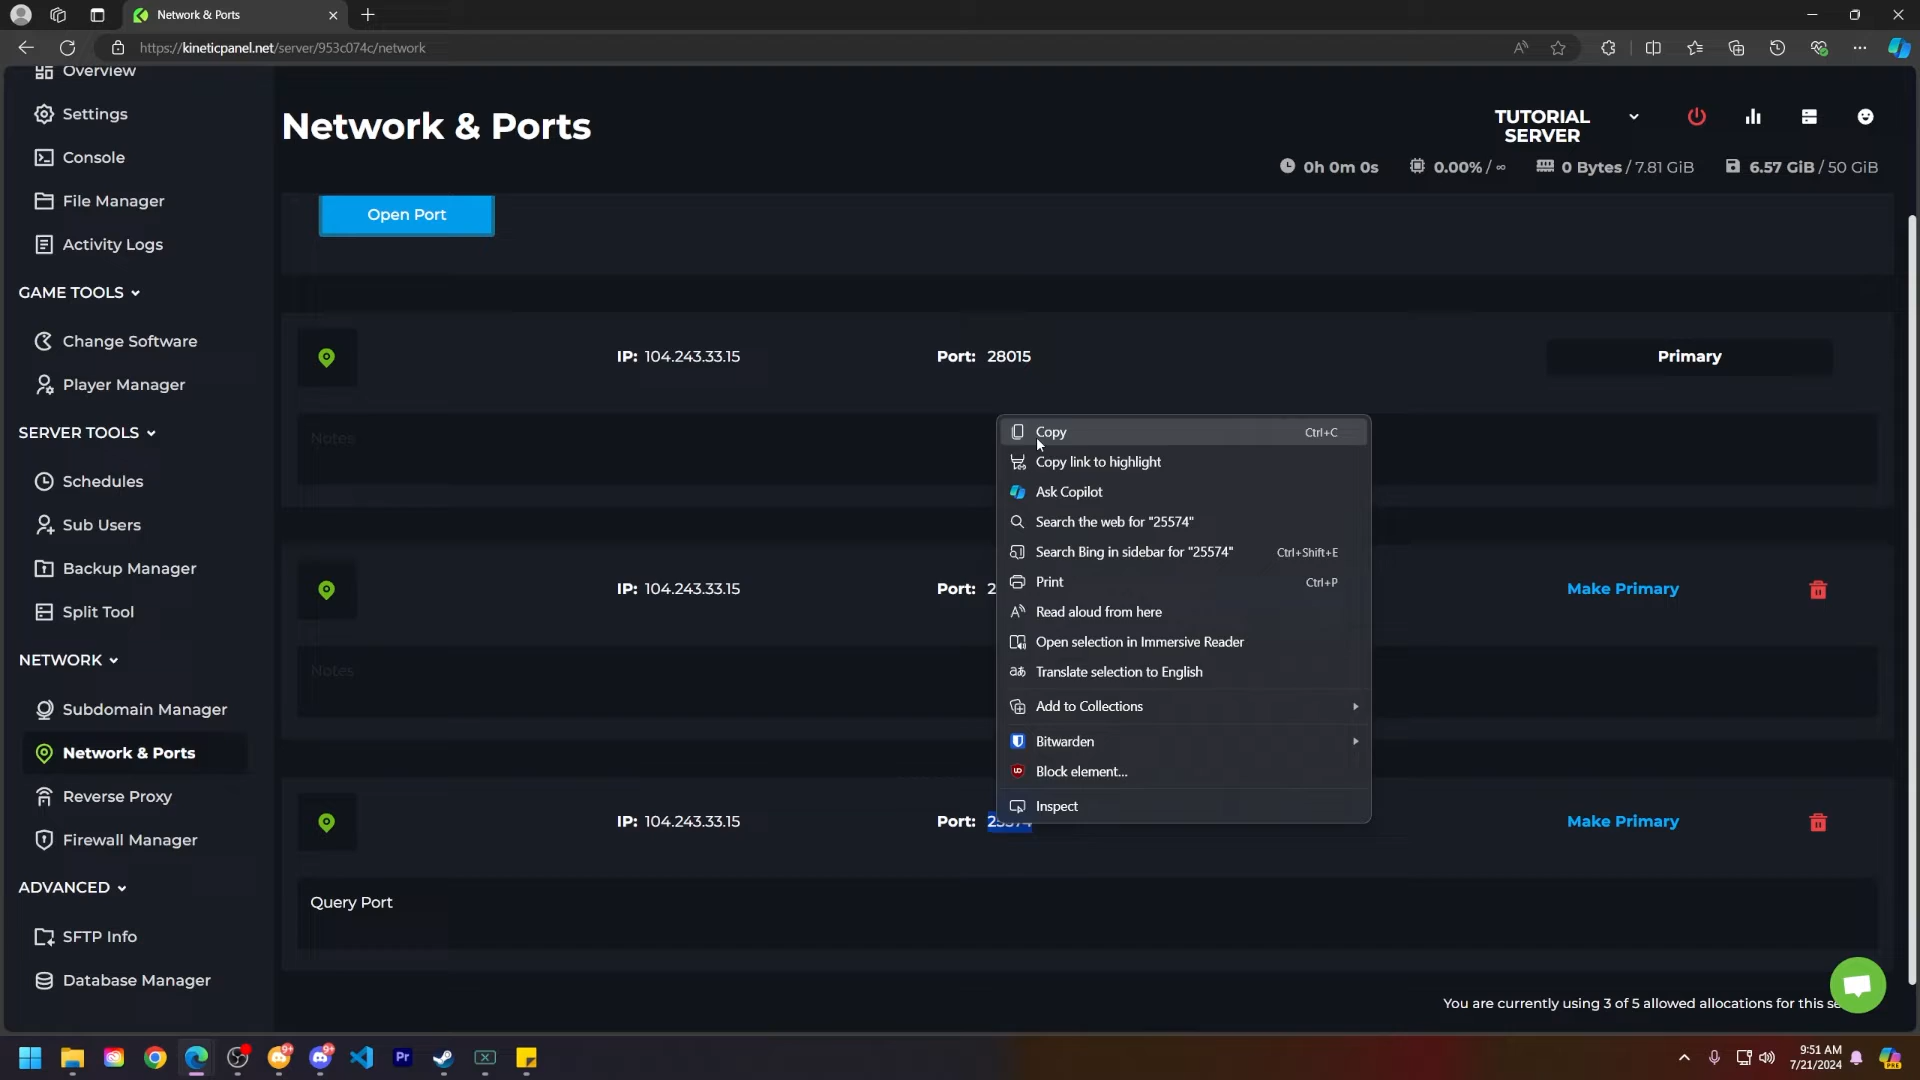 Network & Ports
https://kineticpanel.net/server/953c074c/network
Overview
Settings
Console
File Manager
Activity Logs
GAME TOOLS
Change Software
Player Manager
SERVER TOOLS
Schedules
Sub Users
Backup Manager
Split Tool
NETWORK
Subdomain Manager
Network & Ports
Reverse Proxy
Firewall Manager
ADVANCED
SFTP Info
Database Manager
Network & Ports
TUTORIAL
SERVER
0h 0m 0s 0.00% / ∞ 0 Bytes / 7.81 GiB 6.57 GiB / 50 GiB
Open Port
IP: 104.243.33.15 Port: 28015 Primary
Notes
IP: 104.243.33.15 Port: 2 Make Primary
Notes
IP: 104.243.33.15 Port: 25574 Make Primary
Query Port
You are currently using 3 of 5 allowed allocations for this se
Copy Ctrl+C
Copy link to highlight
Ask Copilot
Search the web for "25574"
Search Bing in sidebar for "25574" Ctrl+Shift+E
Print Ctrl+P
Read aloud from here
Open selection in Immersive Reader
Translate selection to English
Add to Collections
Bitwarden
Block element...
Inspect
9+
9+
Pr
9:51 AM
7/21/2024
PRE